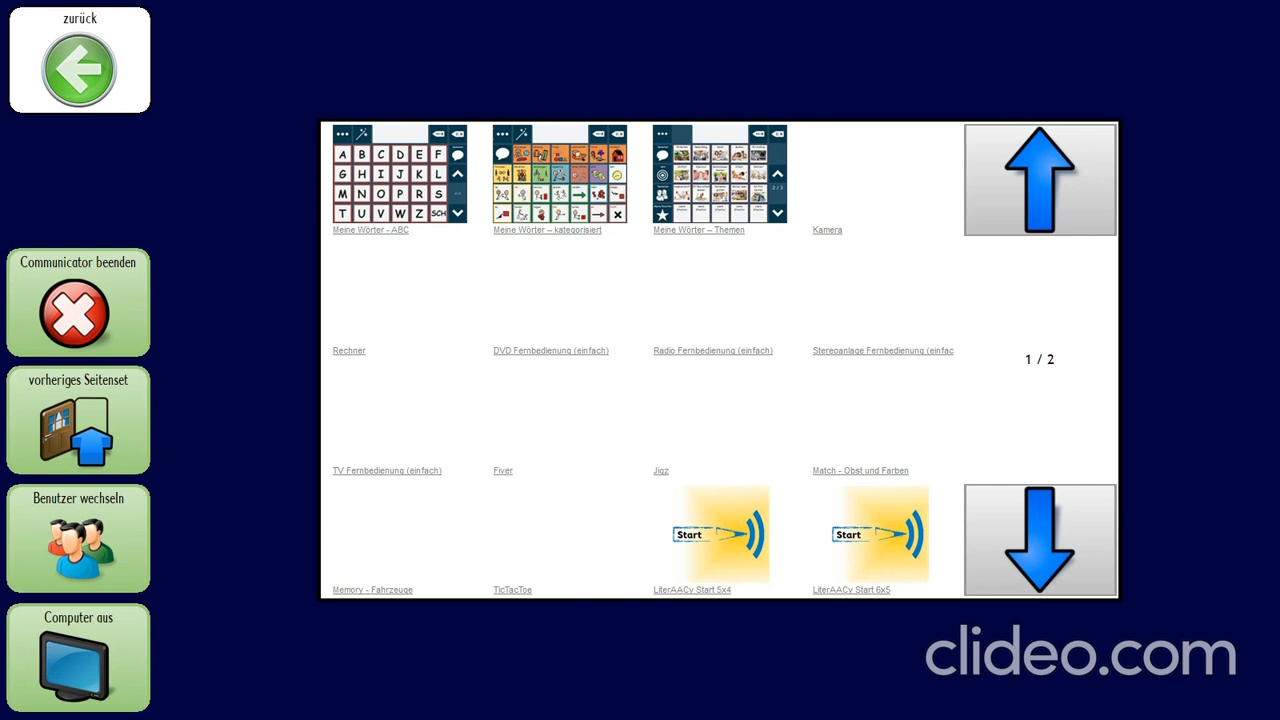 zurück
Communicator beenden
vorheriges Seitenset
Benutzer wechseln
Computer aus
A B C D E F
G H I J K L
M N O P R S
T U V W Z SCH
Meine Wörter - ABC
Meine Wörter – kategorisiert
2 / 3
Meine Wörter – Themen
Kamera
Rechner
DVD Fernbedienung (einfach)
Radio Fernbedienung (einfach)
Stereoanlage Fernbedienung (einfac
1 / 2
TV Fernbedienung (einfach)
Fiver
Jigz
Match - Obst und Farben
Memory - Fahrzeuge
TicTacToe
Start
LiterAACy Start 5x4
Start
LiterAACy Start 6x5
clideo.com